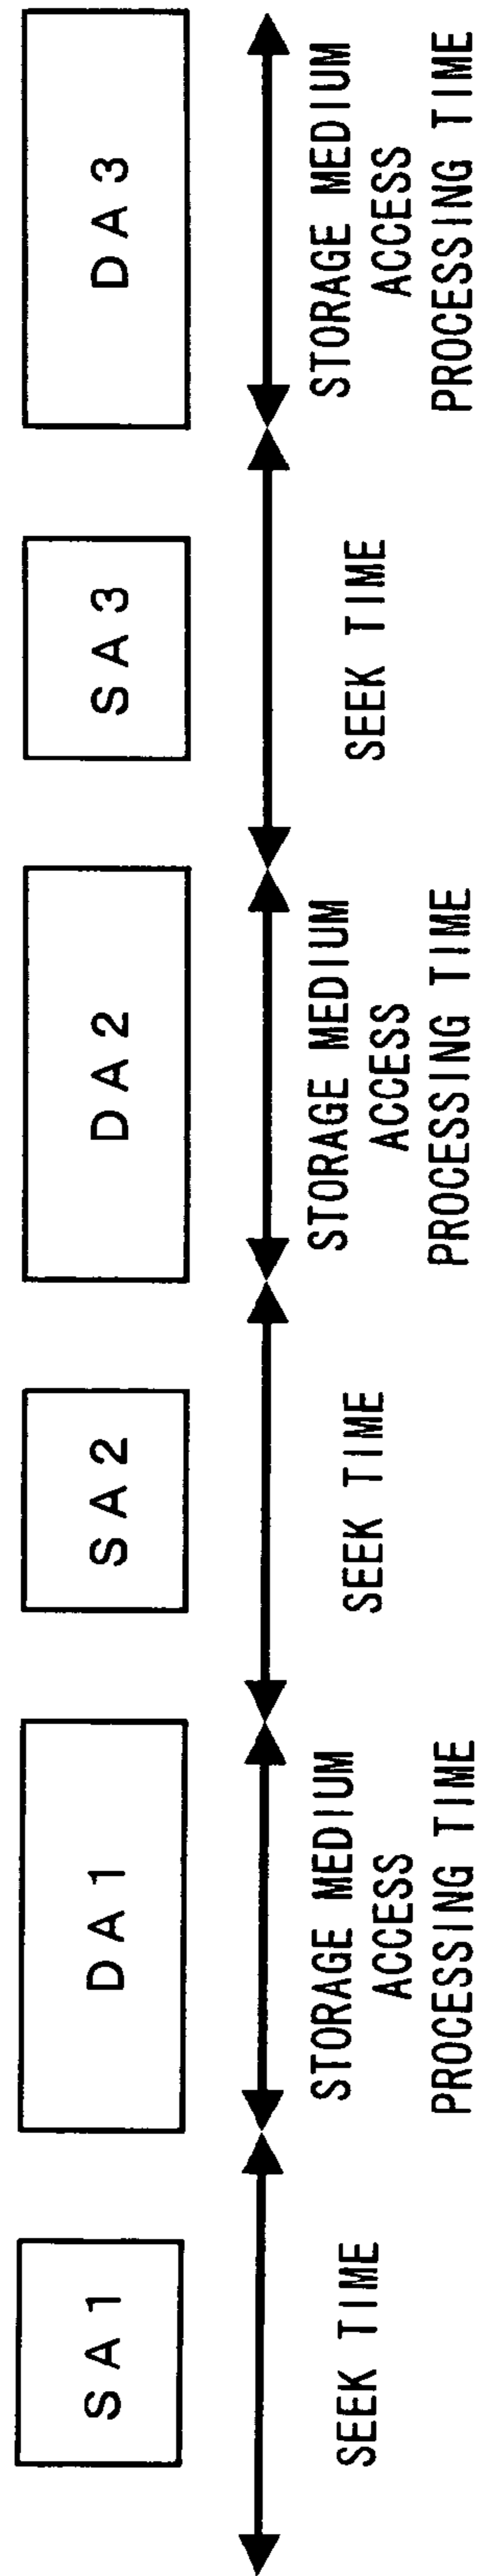 SA1
DA1
SA2
DA2
SA3
DA3
SEEK TIME
STORAGE MEDIUM
ACCESS
PROCESSING TIME
SEEK TIME
STORAGE MEDIUM
ACCESS
PROCESSING TIME
SEEK TIME
STORAGE MEDIUM
ACCESS
PROCESSING TIME